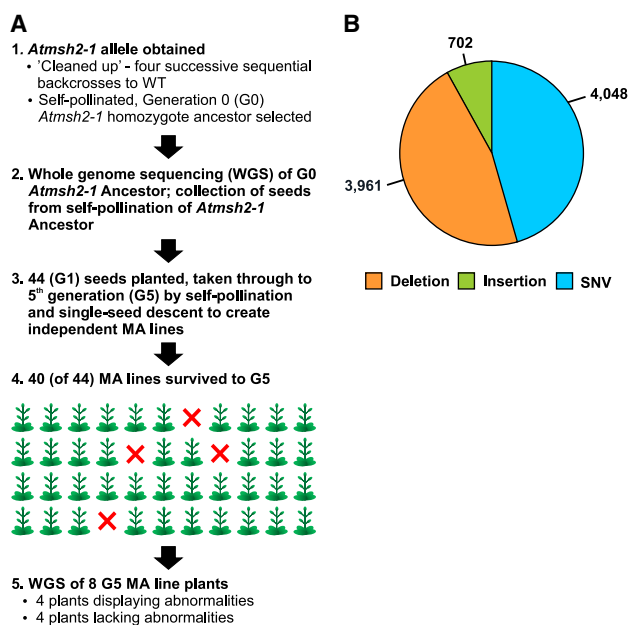 A
1. Atmsh2-1 allele obtained
• 'Cleaned up' - four successive sequential
backcrosses to WT
• Self-pollinated, Generation 0 (G0)
Atmsh2-1 homozygote ancestor selected
2. Whole genome sequencing (WGS) of G0
Atmsh2-1 Ancestor; collection of seeds
from self-pollination of Atmsh2-1
Ancestor
3. 44 (G1) seeds planted, taken through to
5th generation (G5) by self-pollination
and single-seed descent to create
independent MA lines
4. 40 (of 44) MA lines survived to G5
5. WGS of 8 G5 MA line plants
• 4 plants displaying abnormalities
• 4 plants lacking abnormalities
B
702
4,048
3,961
Deletion Insertion SNV